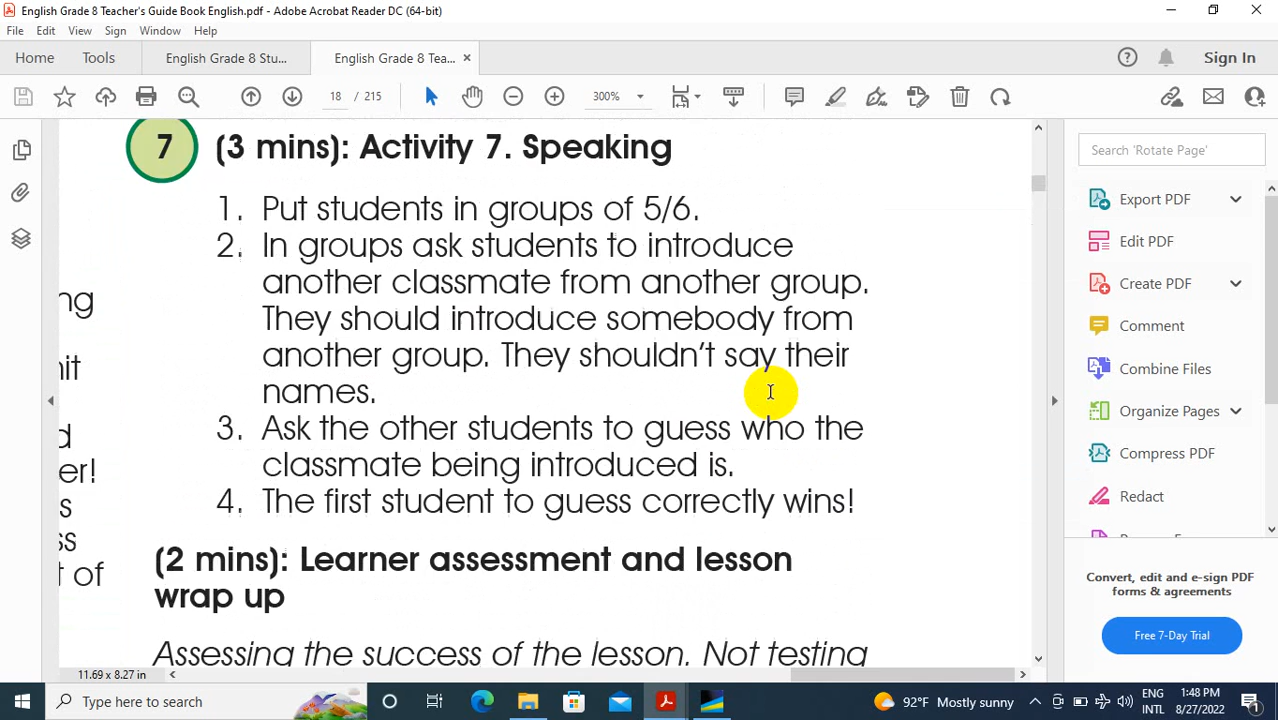 English Grade 8 Teacher's Guide Book English.pdf - Adobe Acrobat Reader DC (64-bit)
File Edit View Sign Window Help
Home Tools English Grade 8 Stu... English Grade 8 Tea... ×
Sign In
18 / 215 300%
7 (3 mins): Activity 7. Speaking
1. Put students in groups of 5/6.
2. In groups ask students to introduce
another classmate from another group.
They should introduce somebody from
another group. They shouldn't say their
names.
3. Ask the other students to guess who the
classmate being introduced is.
4. The first student to guess correctly wins!
(2 mins): Learner assessment and lesson
wrap up
Assessing the success of the lesson. Not testing
ng
nit
d
er!
s
ss
t of
11.69 x 8.27 in
Search 'Rotate Page'
Export PDF
Edit PDF
Create PDF
Comment
Combine Files
Organize Pages
Compress PDF
Redact
Convert, edit and e-sign PDF
forms & agreements
Free 7-Day Trial
Type here to search
92°F Mostly sunny
ENG
INTL
1:48 PM
8/27/2022
1